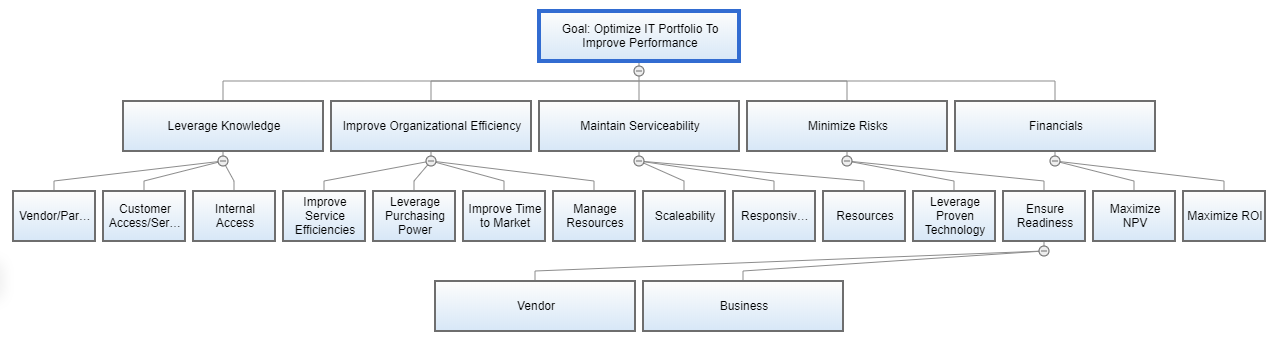 Goal: Optimize IT Portfolio To
Improve Performance
Leverage Knowledge
Improve Organizational Efficiency
Maintain Serviceability
Minimize Risks
Financials
Vendor/Par...
Customer
Access/Ser...
Internal
Access
Improve
Service
Efficiencies
Leverage
Purchasing
Power
Improve Time
to Market
Manage
Resources
Scaleability
Responsiv...
Resources
Leverage
Proven
Technology
Ensure
Readiness
Maximize
NPV
Maximize ROI
Vendor
Business